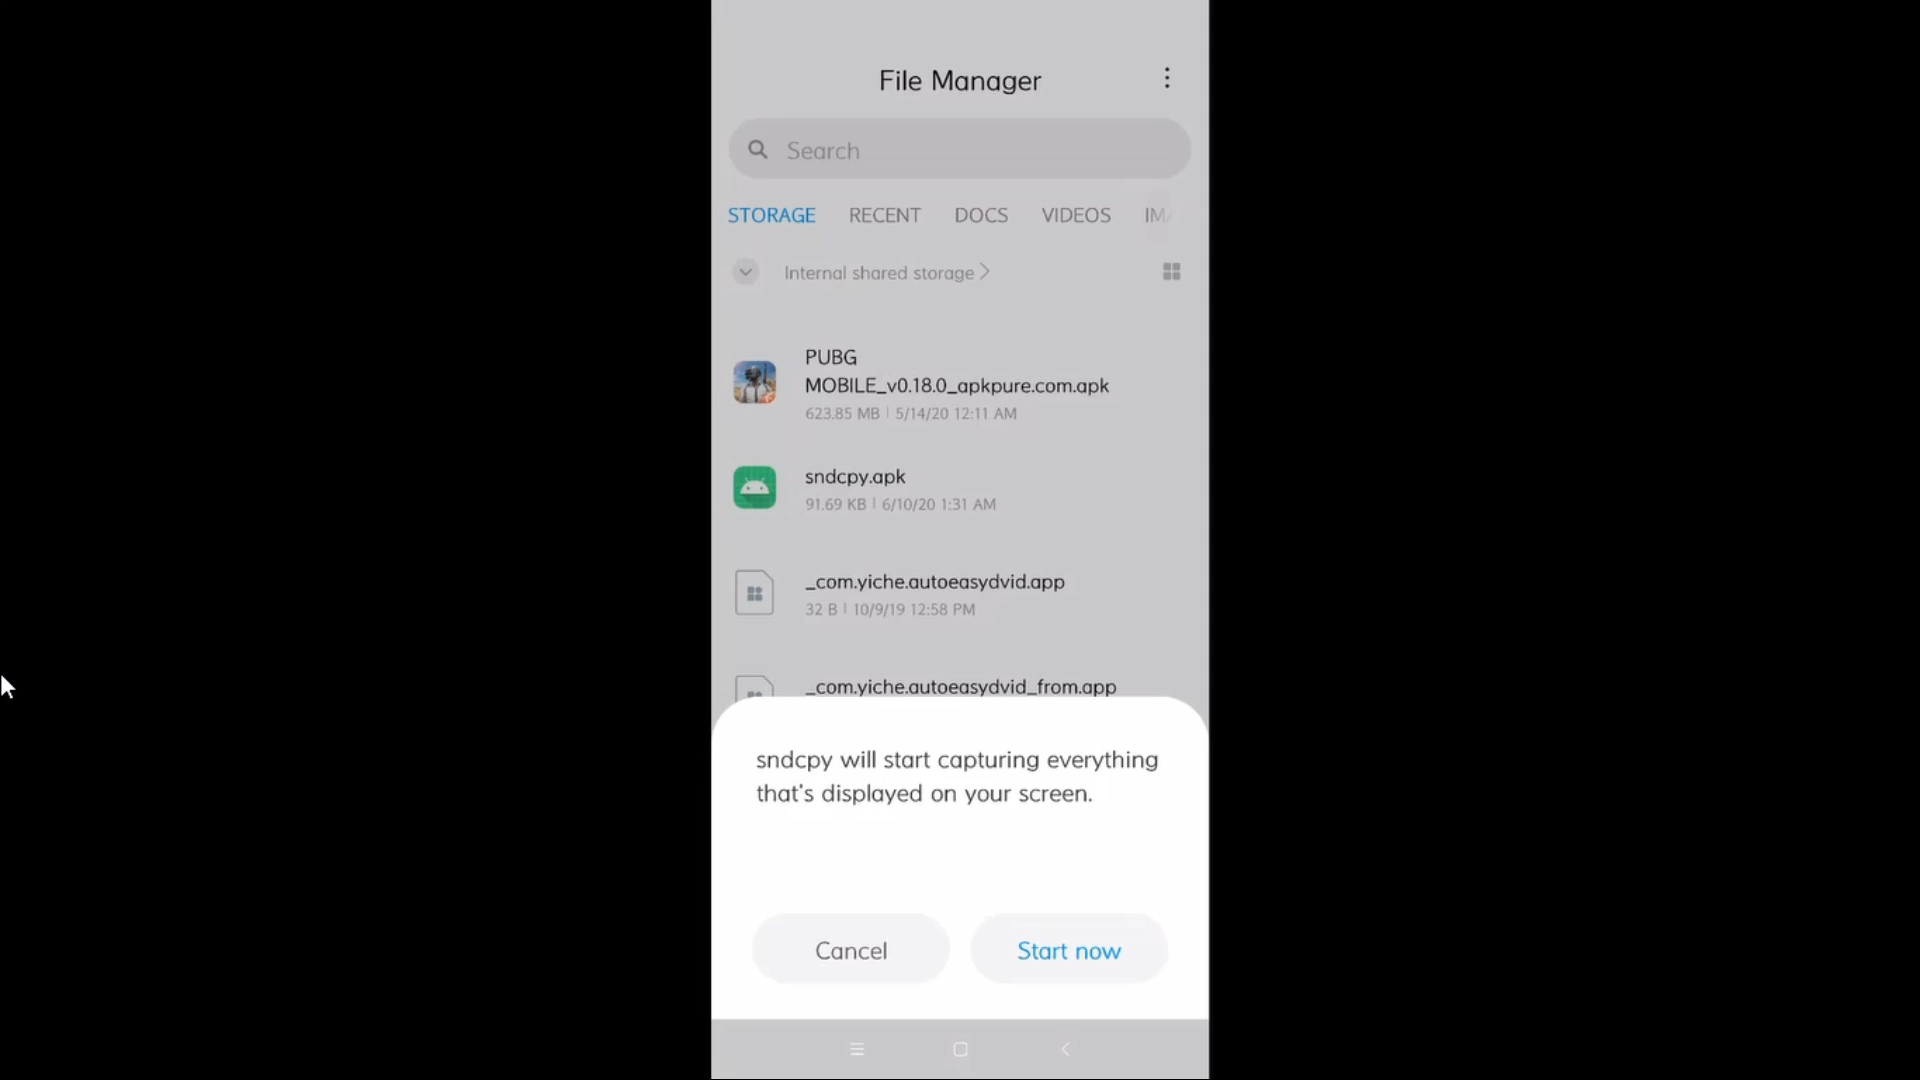 File Manager
Search
STORAGE RECENT DOCS VIDEOS IMA
Internal shared storage
PUBG
MOBILE_v0.18.0_apkpure.com.apk
623.85 MB | 5/14/20 12:11 AM
sndcpy.apk
91.69 KB | 6/10/20 1:31 AM
_com.yiche.autoeasydvid.app
32 B | 10/9/19 12:58 PM
_com.yiche.autoeasydvid_from.app
sndcpy will start capturing everything
that's displayed on your screen.
Cancel Start now